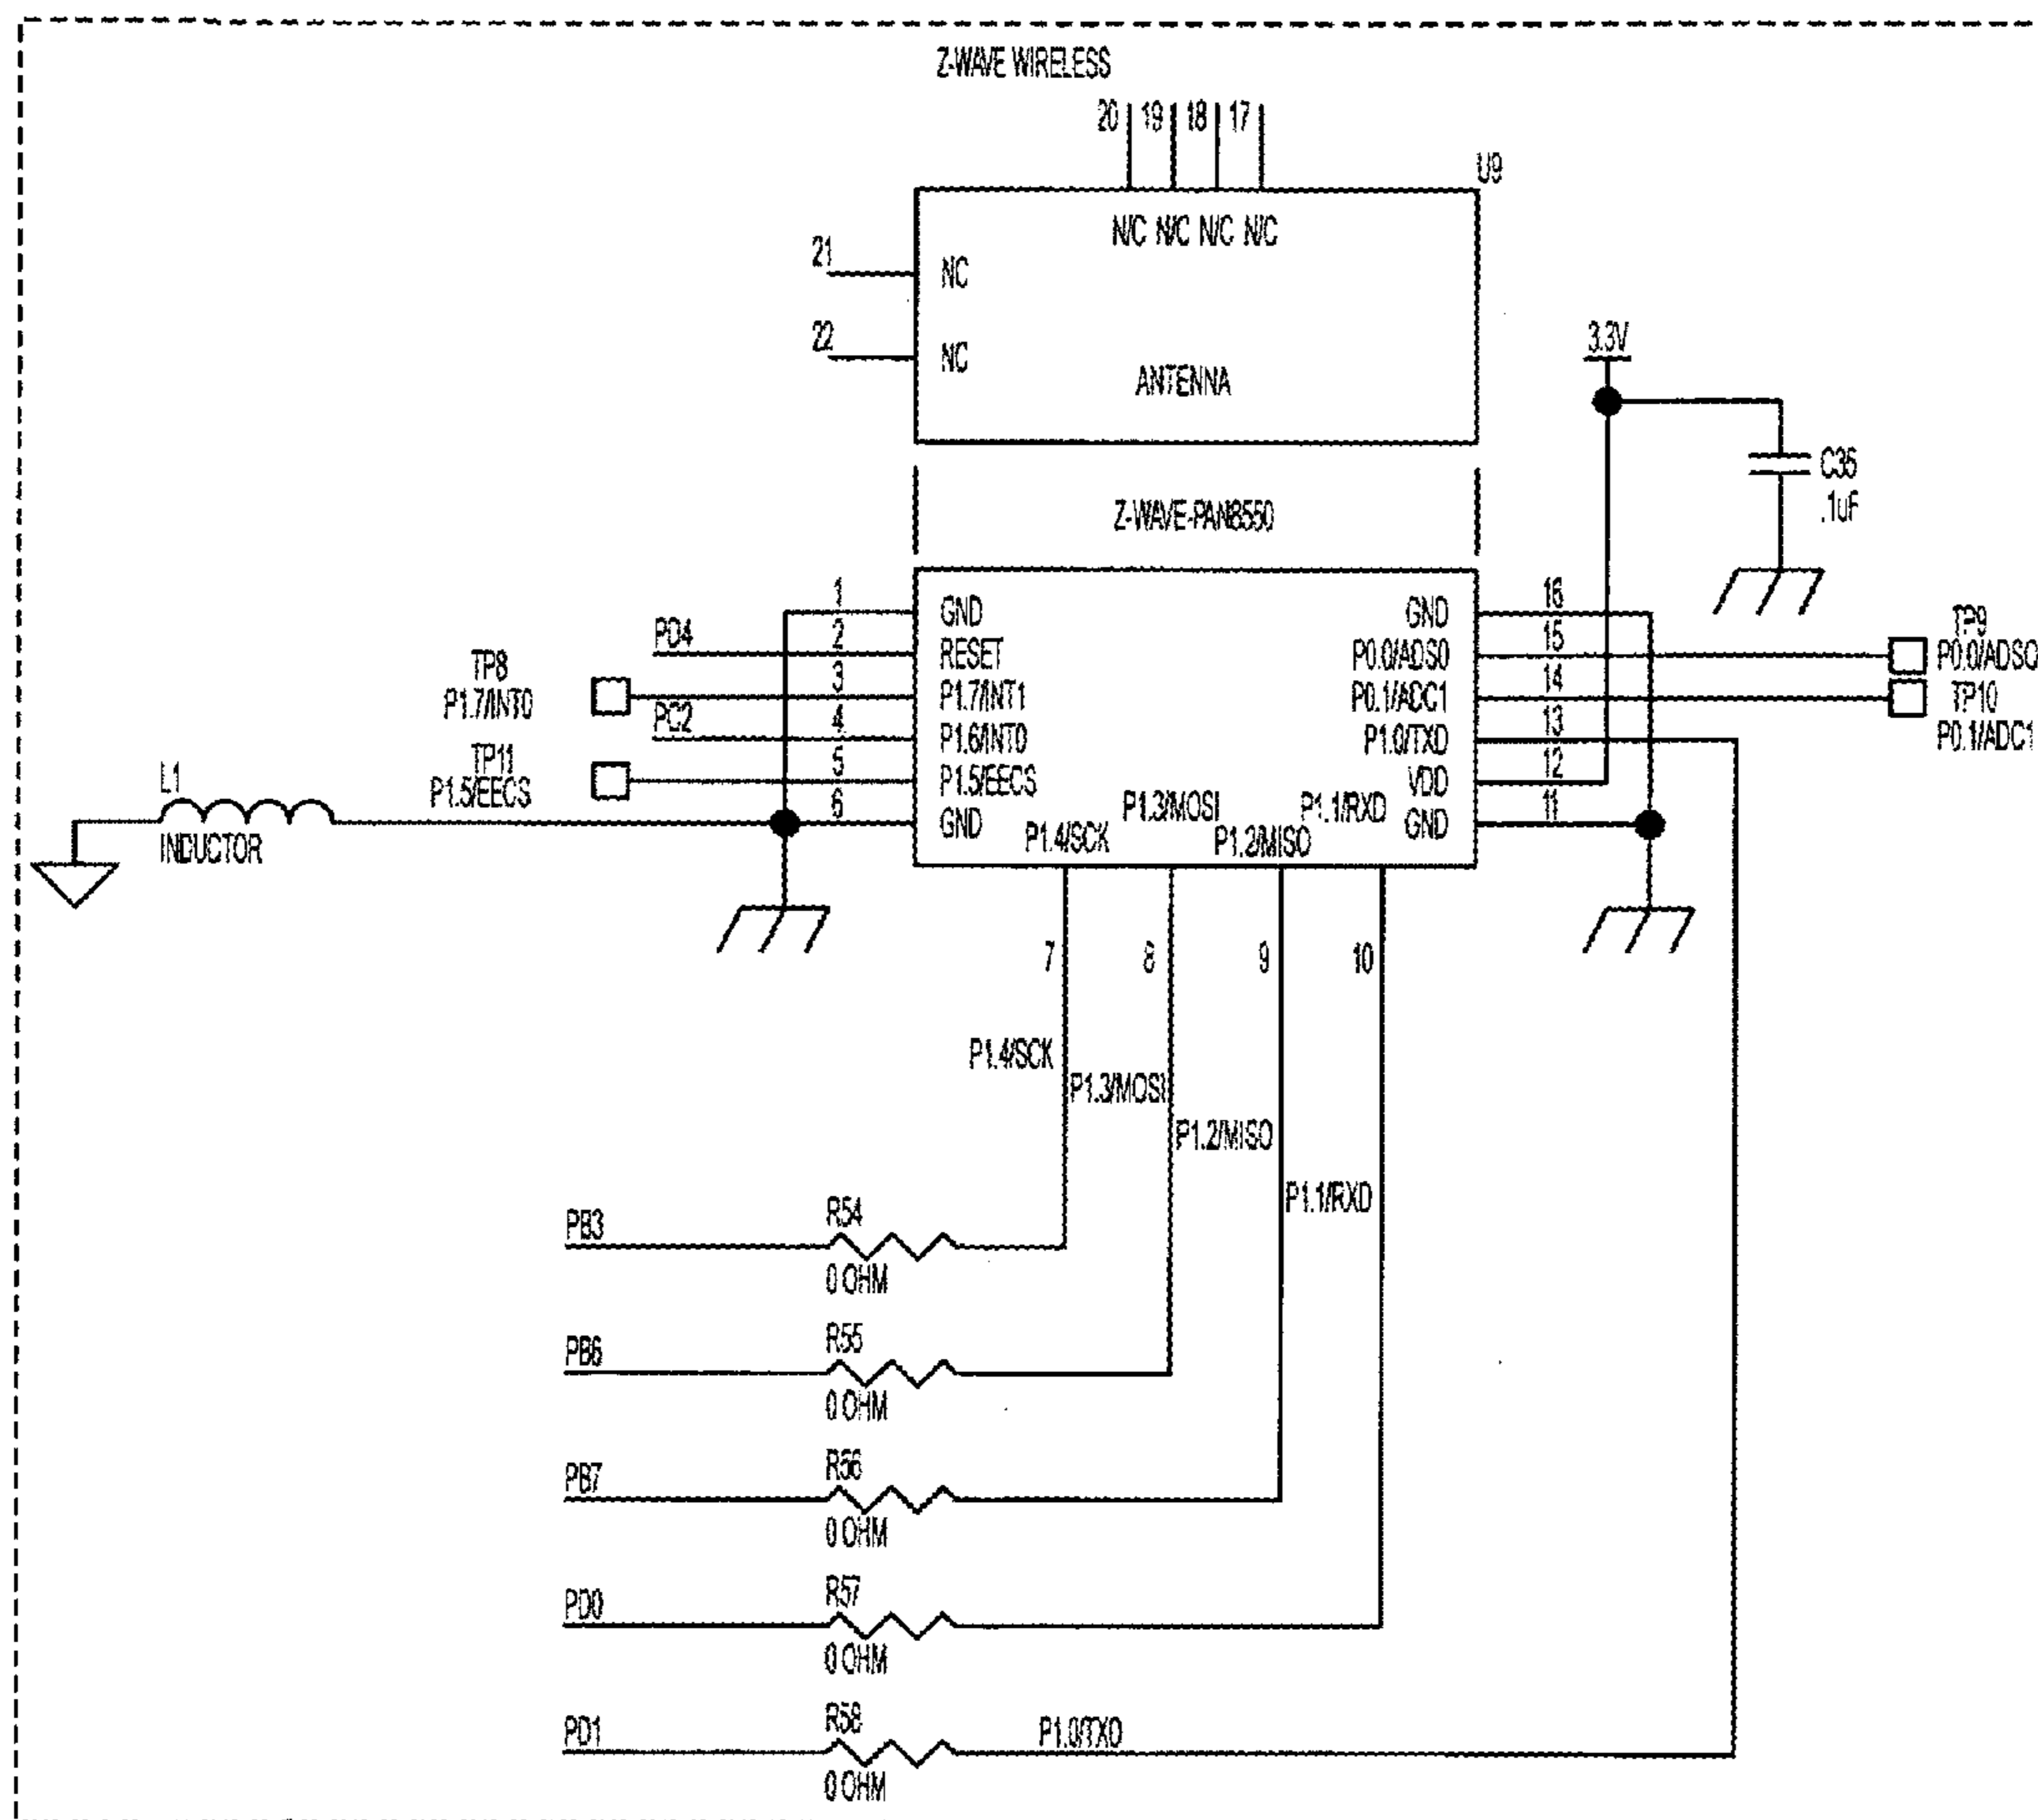 Z-WAVE WIRELESS
20 19 18 17
U9
N/C N/C N/C N/C
21
NC
22
NC
ANTENNA
3.3V
C35
.1uF
Z-WAVE-PAN8550
1
GND
PD4
2
RESET
TP8
P1.7/INT0
3
P1.7/INT1
4
P1.6/INT0
TP11
P1.5/EECS
5
P1.5/EECS
6
GND
L1
INDUCTOR
16
GND
15
P0.0/ADS0
TP9
P0.0/ADSO
14
P0.1/ADC1
TP10
P0.1/ADC1
13
P1.0/TXD
12
VDD
11
GND
P1.4/SCK
P1.3/MOSI
P1.2/MISO
P1.1/RXD
7 8 9 10
P1.4/SCK
P1.3/MOSI
P1.2/MISO
P1.1/RXD
PB3
R54
0 OHM
PB6
R55
0 OHM
PB7
R56
0 OHM
PD0
R57
0 OHM
PD1
R58
0 OHM
P1.0/TXO